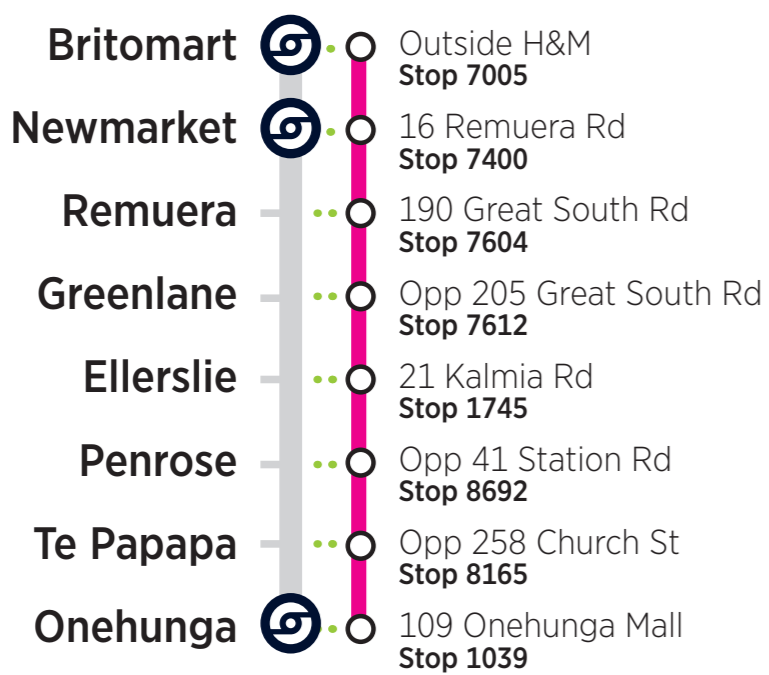 Britomart
Outside H&M
Stop 7005
Newmarket
16 Remuera Rd
Stop 7400
Remuera
190 Great South Rd
Stop 7604
Greenlane
Opp 205 Great South Rd
Stop 7612
Ellerslie
21 Kalmia Rd
Stop 1745
Penrose
Opp 41 Station Rd
Stop 8692
Te Papapa
Opp 258 Church St
Stop 8165
Onehunga
109 Onehunga Mall
Stop 1039